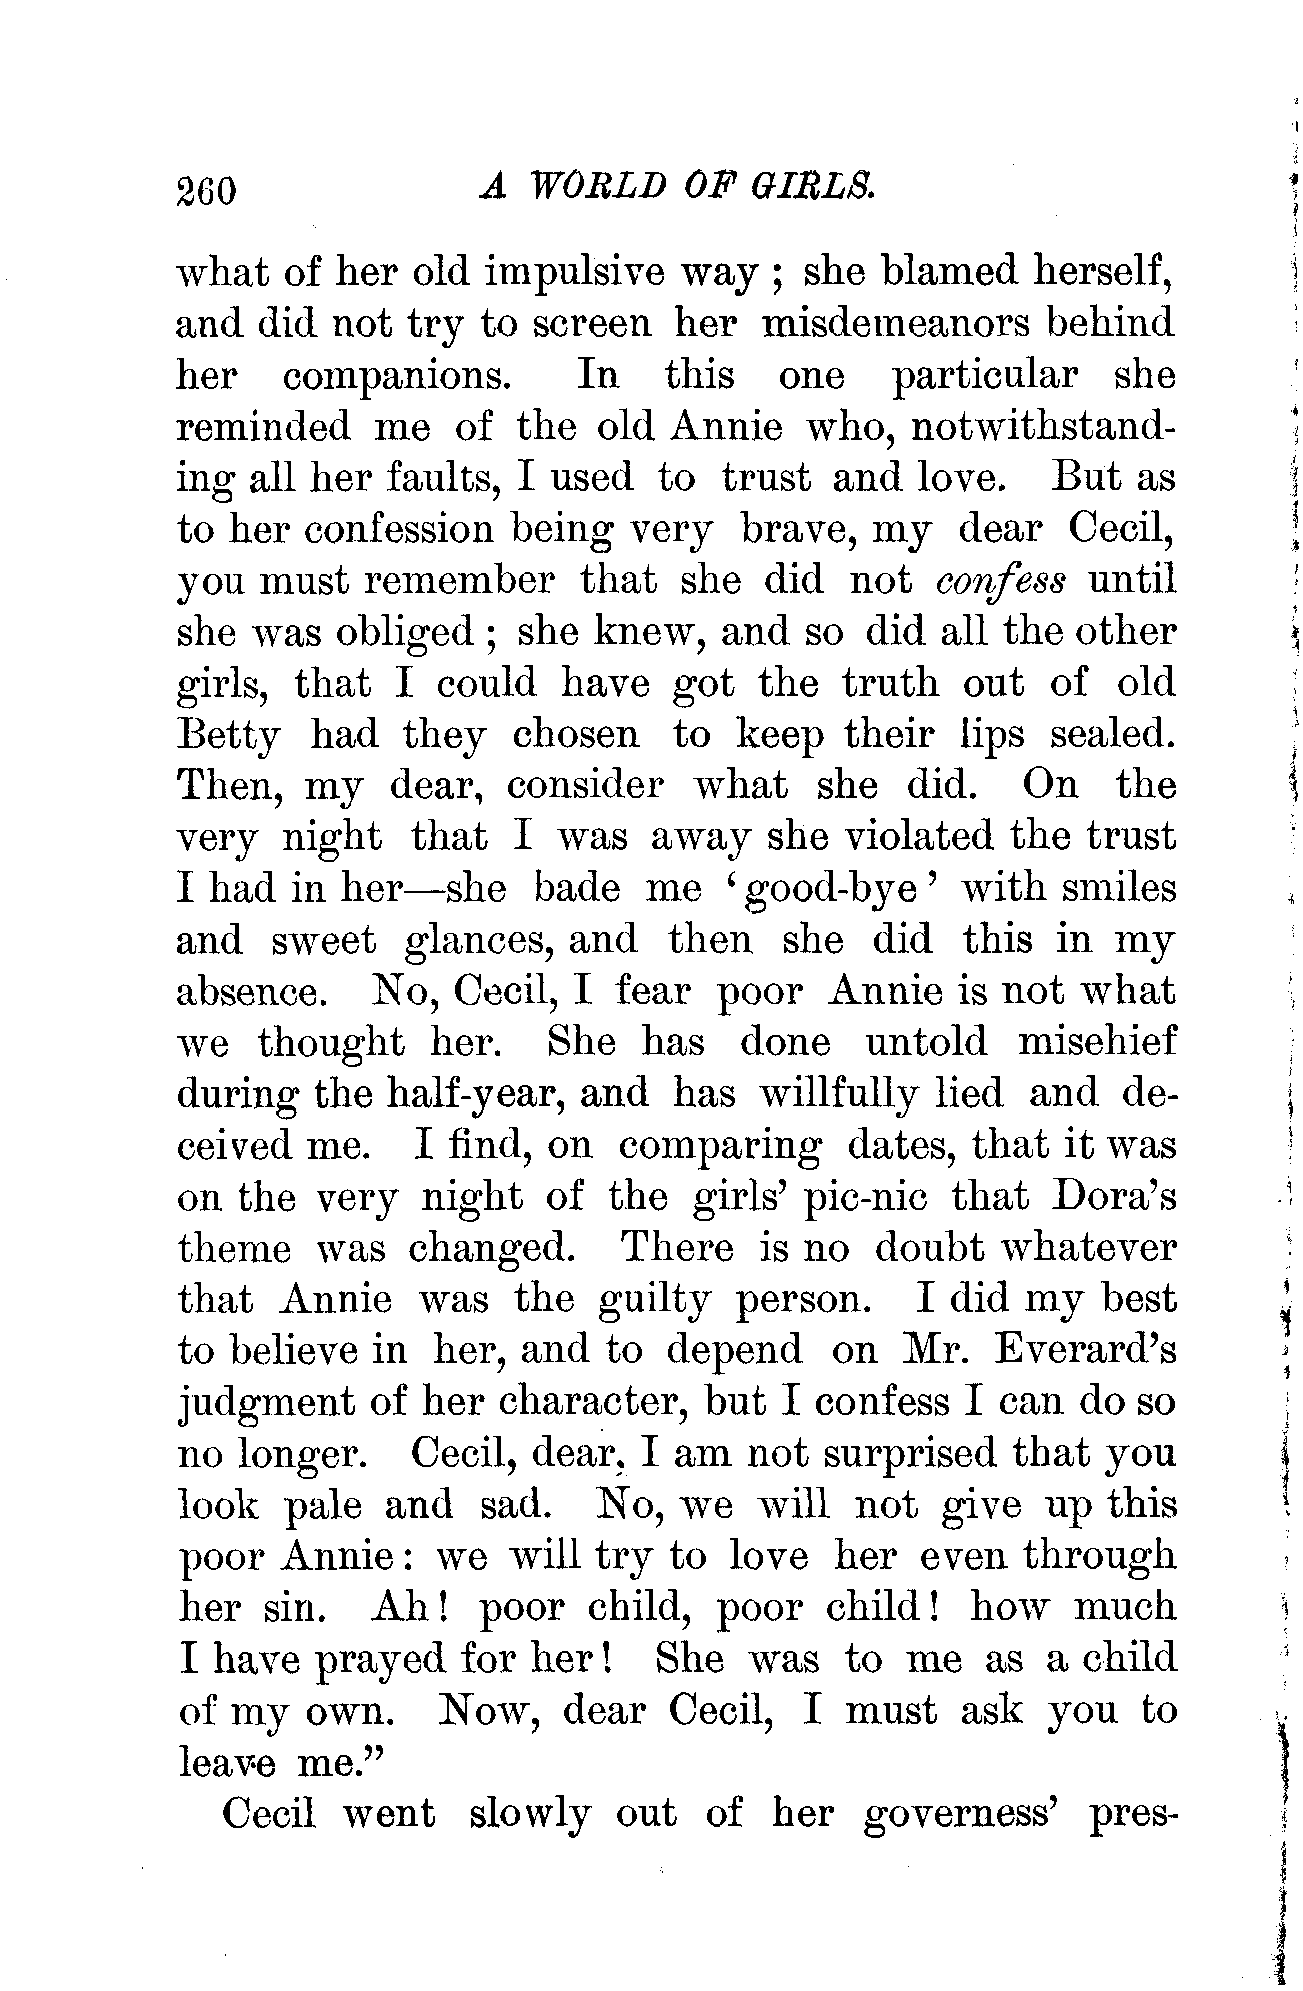 260 A WORLD OF GIRLS.
what of her old impulsive way ; she blamed herself,
and did not try to screen her misdemeanors behind
her companions. In this one particular she
reminded me of the old Annie who, notwithstand-
ing all her faults, I used to trust and love. But as
to her confession being very brave, my dear Cecil,
you must remember that she did not confess until
she was obliged ; she knew, and so did all the other
girls, that I could have got the truth out of old
Betty had they chosen to keep their lips sealed.
Then, my dear, consider what she did. On the
very night that I was away she violated the trust
I had in her—she bade me ‘good-bye’ with smiles
and sweet glances, and then she did this in my
absence. No, Cecil, I fear poor Annie is not what
we thought her. She has done untold misehief
during the half-year, and has willfully lied and de-
ceived me. I find, on comparing dates, that it was
on the very night of the girls’ pic-nic that Dora’s
theme was changed. There is no doubt whatever
that Annie was the guilty person. I did my best
to believe in her, and to depend on Mr. Everard’s
judgment of her character, but I confess I can do so
no longer. Cecil, dear, I am not surprised that you
look pale and sad. No, we will not give up this
poor Annie: we will try to love her even through
her sin. Ah! poor child, poor child! how much
I have prayed for her! She was to me as a child
of my own. Now, dear Cecil, I must ask you to
leave me.”
Cecil went slowly out of her governess’ pres-